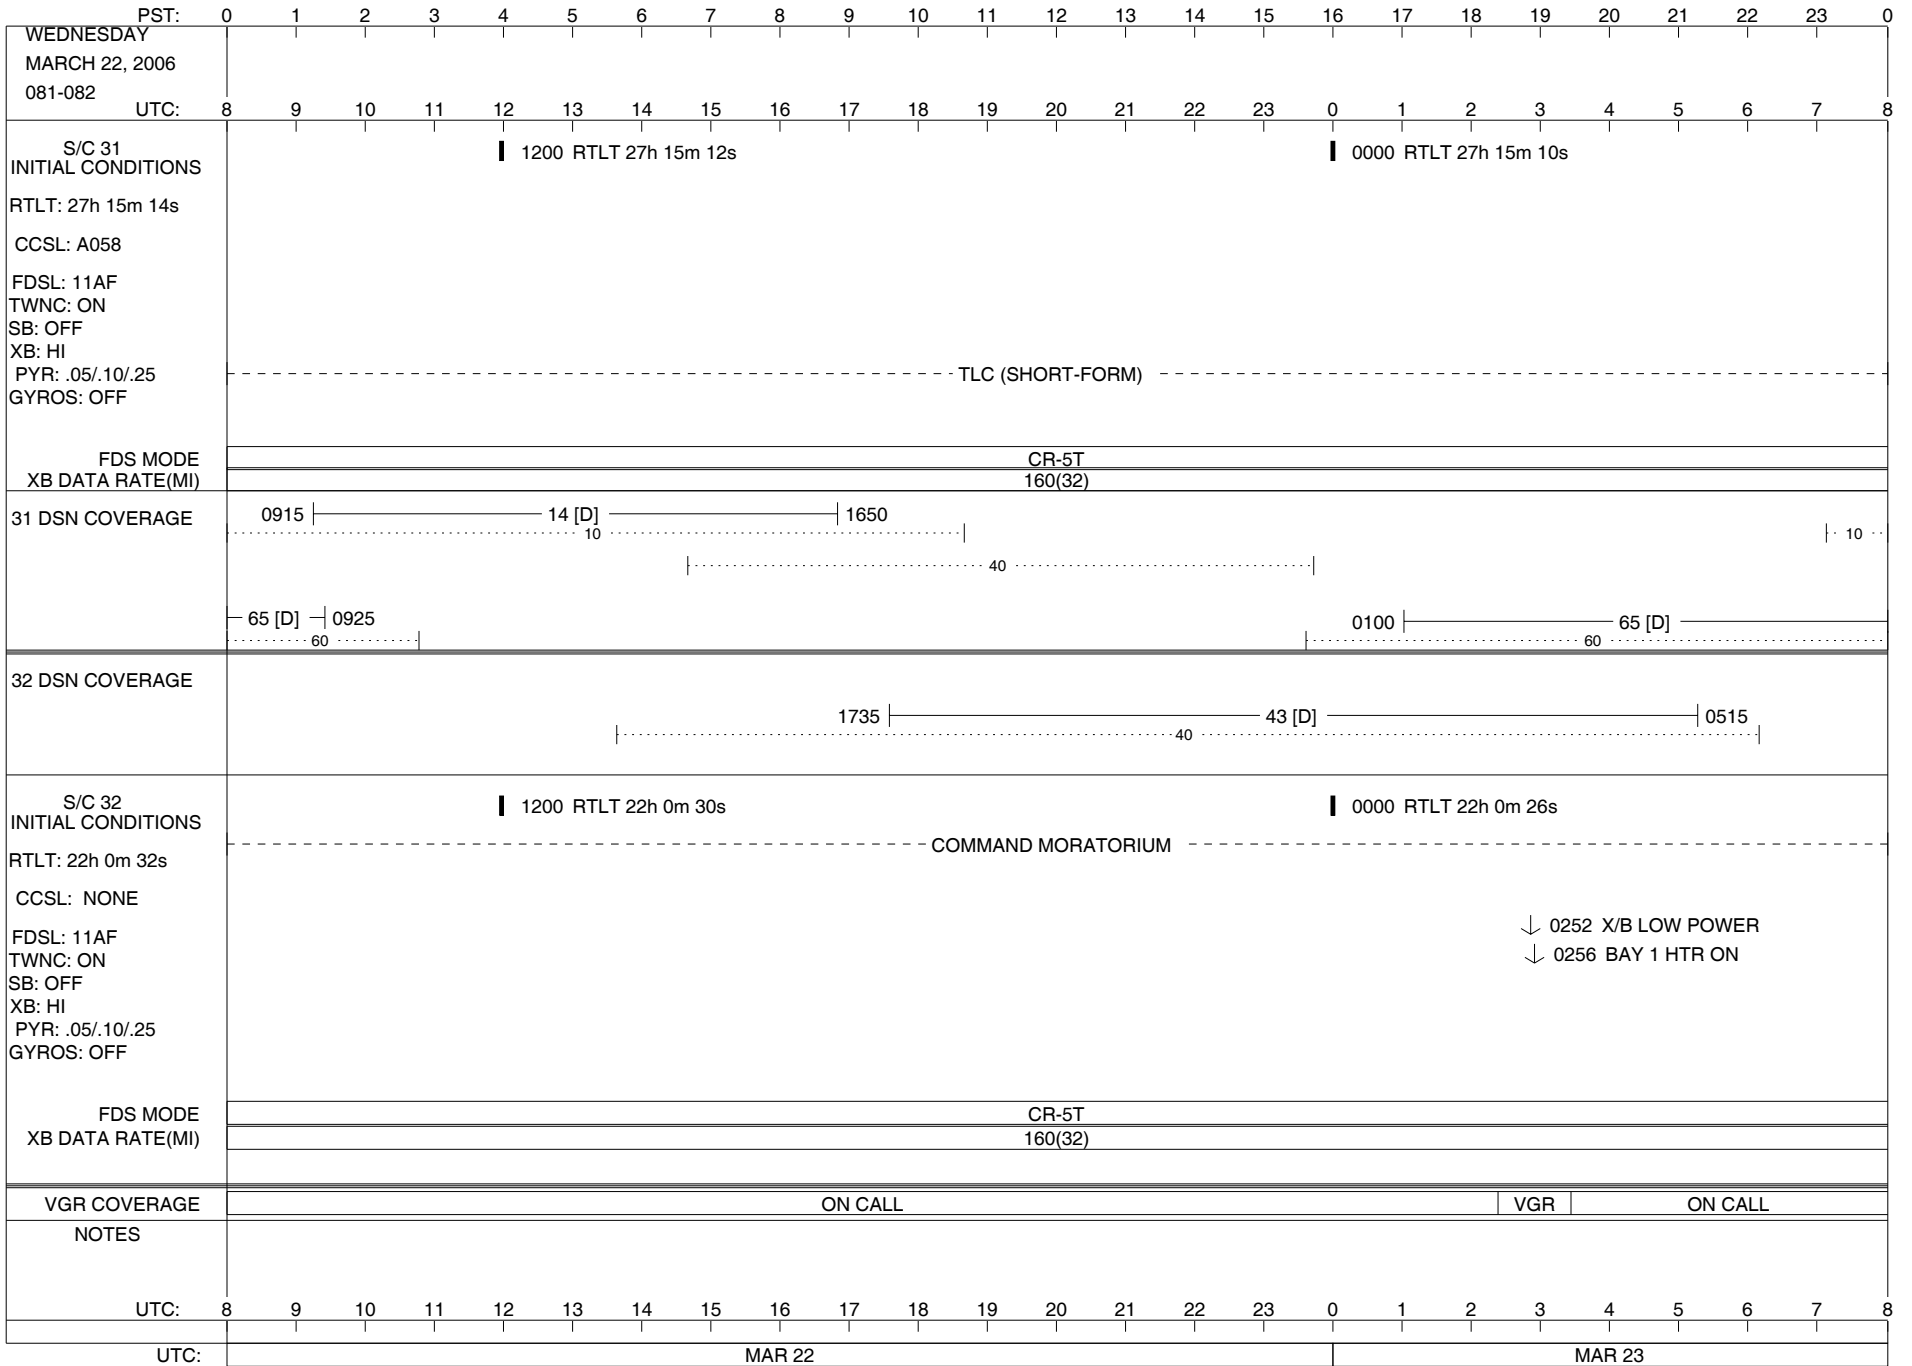 PST: 0 1 2 3 4 5 6 7 8 9 10 11 12 13 14 15 16 17 18 19 20 21 22 23 0
WEDNESDAY
MARCH 22, 2006
081-082
UTC: 8 9 10 11 12 13 14 15 16 17 18 19 20 21 22 23 0 1 2 3 4 5 6 7 8
S/C 31
INITIAL CONDITIONS
1200 RTLT 27h 15m 12s
0000 RTLT 27h 15m 10s
RTLT: 27h 15m 14s
CCSL: A058
FDSL: 11AF
TWNC: ON
SB: OFF
XB: HI
PYR: .05/.10/.25
TLC (SHORT-FORM)
GYROS: OFF
FDS MODE CR-5T
XB DATA RATE(MI) 160(32)
31 DSN COVERAGE
0915 14 [D] 1650
10 10
40
65 [D] 0925 0100 65 [D]
60 60
32 DSN COVERAGE
1735 43 [D] 0515
40
S/C 32
INITIAL CONDITIONS
1200 RTLT 22h 0m 30s
0000 RTLT 22h 0m 26s
COMMAND MORATORIUM
RTLT: 22h 0m 32s
CCSL: NONE
0252 X/B LOW POWER
FDSL: 11AF
0256 BAY 1 HTR ON
TWNC: ON
SB: OFF
XB: HI
PYR: .05/.10/.25
GYROS: OFF
FDS MODE CR-5T
XB DATA RATE(MI) 160(32)
VGR COVERAGE ON CALL VGR ON CALL
NOTES
UTC: 8 9 10 11 12 13 14 15 16 17 18 19 20 21 22 23 0 1 2 3 4 5 6 7 8
UTC: MAR 22 MAR 23